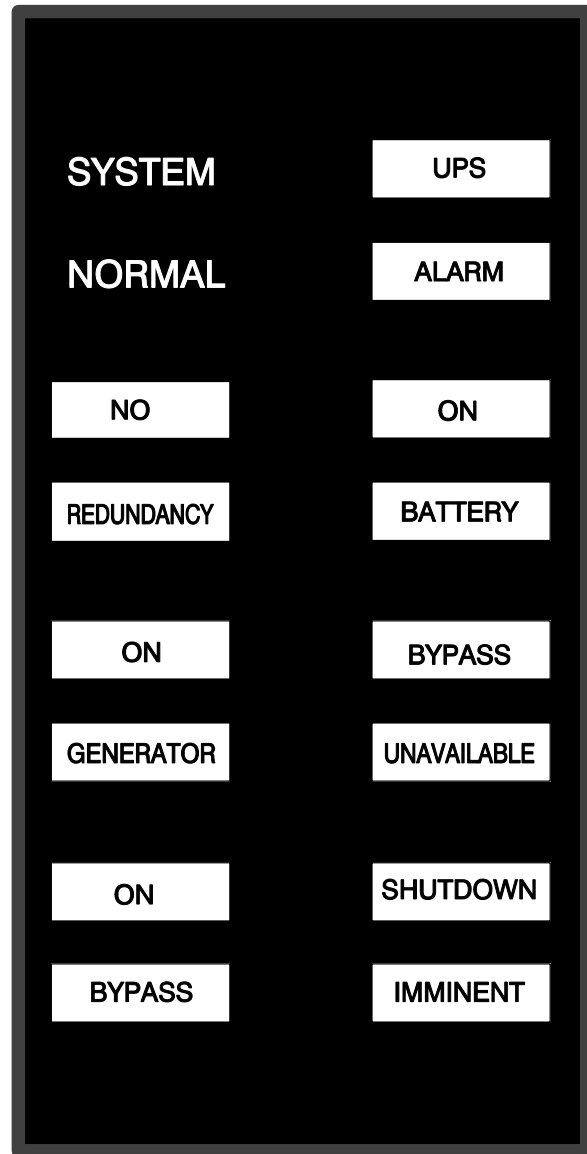 SYSTEM
NORMAL
UPS
ALARM
NO
REDUNDANCY
ON
BATTERY
ON
GENERATOR
BYPASS
UNAVAILABLE
ON
BYPASS
SHUTDOWN
IMMINENT